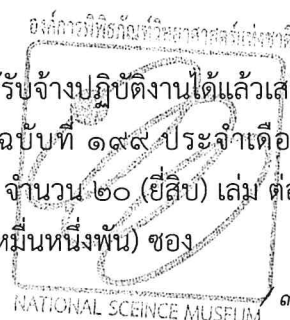 องค์การพิพิธภัณฑ์วิทยาศาสตร์แห่งชาติ
รับจ้างปฏิบัติงานได้แล้วเส
ฉบับที่ ๑๙๙ ประจำเดือ
จำนวน ๒๐ (ยี่สิบ) เล่ม ต่อ
หมื่นหนึ่งพัน) ซอง
NATIONAL SCEINCE MUSEUM